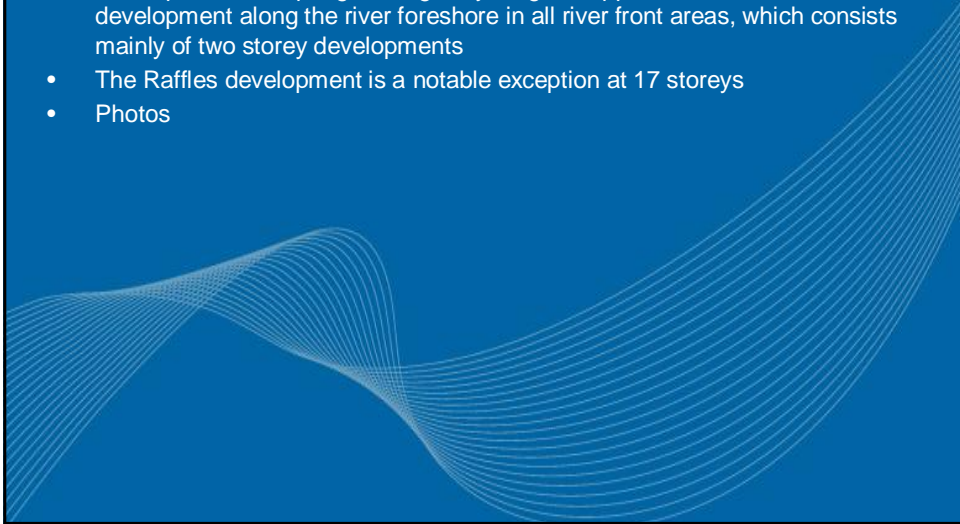 development along the river foreshore in all river front areas, which consists
mainly of two storey developments
• The Raffles development is a notable exception at 17 storeys
• Photos